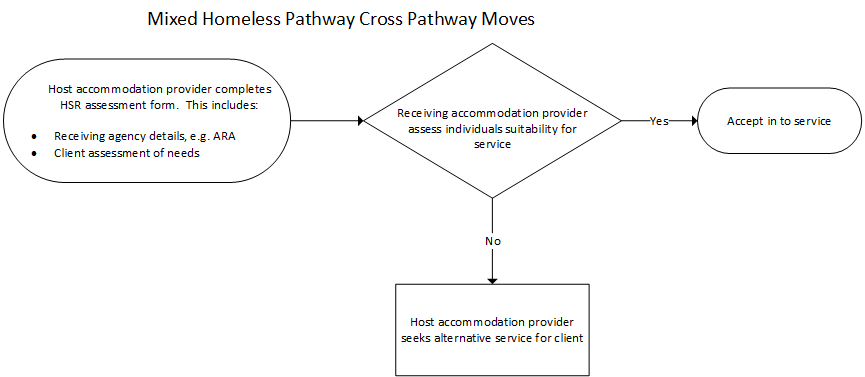 Mixed Homeless Pathway Cross Pathway Moves
Host accommodation provider completes
HSR assessment form.  This includes:
• Receiving agency details, e.g. ARA
• Client assessment of needs
Receiving accommodation provider
assess individuals suitability for
service
Yes
Accept in to service
No
Host accommodation provider
seeks alternative service for client